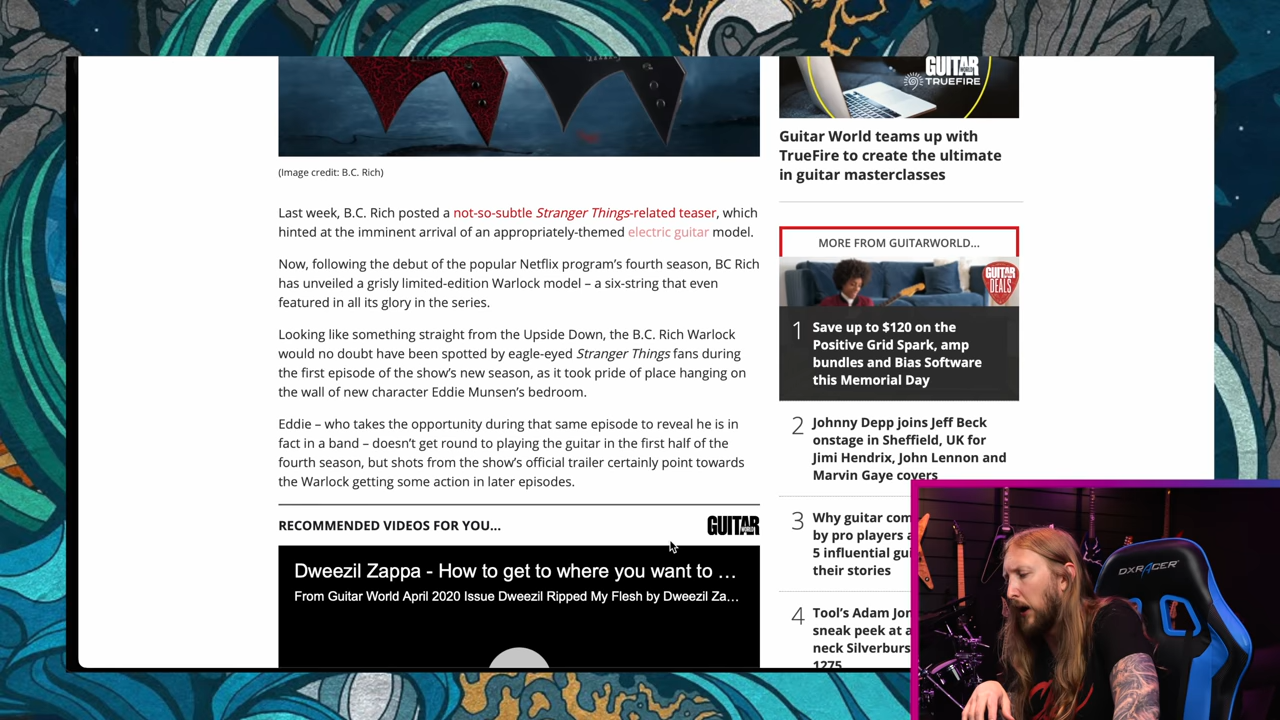 GUITAR
WORLD
TRUEFIRE
Guitar World teams up with
TrueFire to create the ultimate
in guitar masterclasses
(Image credit: B.C. Rich)
Last week, B.C. Rich posted a not-so-subtle Stranger Things-related teaser, which
hinted at the imminent arrival of an appropriately-themed electric guitar model.
Now, following the debut of the popular Netflix program’s fourth season, BC Rich
has unveiled a grisly limited-edition Warlock model – a six-string that even
featured in all its glory in the series.
Looking like something straight from the Upside Down, the B.C. Rich Warlock
would no doubt have been spotted by eagle-eyed Stranger Things fans during
the first episode of the show’s new season, as it took pride of place hanging on
the wall of new character Eddie Munsen’s bedroom.
Eddie – who takes the opportunity during that same episode to reveal he is in
fact in a band – doesn’t get round to playing the guitar in the first half of the
fourth season, but shots from the show’s official trailer certainly point towards
the Warlock getting some action in later episodes.
RECOMMENDED VIDEOS FOR YOU...
GUITAR
WORLD
Dweezil Zappa - How to get to where you want to …
From Guitar World April 2020 Issue Dweezil Ripped My Flesh by Dweezil Za…
MORE FROM GUITARWORLD...
GUITAR
DEALS
1 Save up to $120 on the
Positive Grid Spark, amp
bundles and Bias Software
this Memorial Day
2 Johnny Depp joins Jeff Beck
onstage in Sheffield, UK for
Jimi Hendrix, John Lennon and
Marvin Gaye covers
3 Why guitar com
by pro players a
5 influential gu
their stories
4 Tool’s Adam Jon
sneak peek at a
neck Silverburs
1275
DXRACER